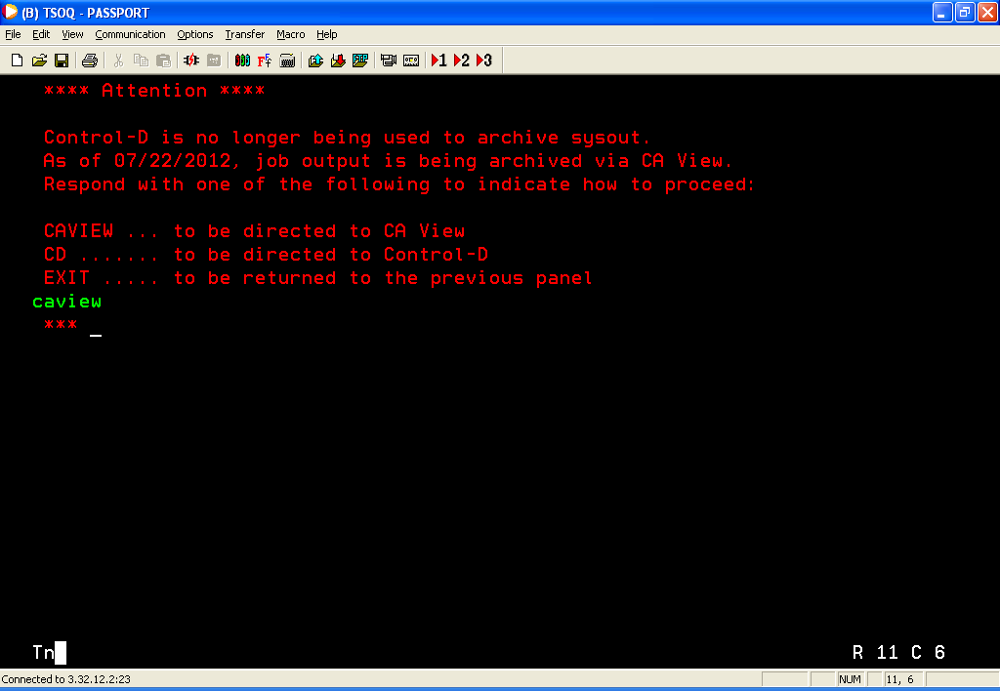 (B) TSOQ - PASSPORT
File Edit View Communication Options Transfer Macro Help
1 2 3
**** Attention ****
Control-D is no longer being used to archive sysout.
As of 07/22/2012, job output is being archived via CA View.
Respond with one of the following to indicate how to proceed:
CAVIEW ... to be directed to CA View
CD ....... to be directed to Control-D
EXIT ..... to be returned to the previous panel
caview
*** _
Tn R 11 C 6
Connected to 3.32.12.2:23 NUM 11, 6